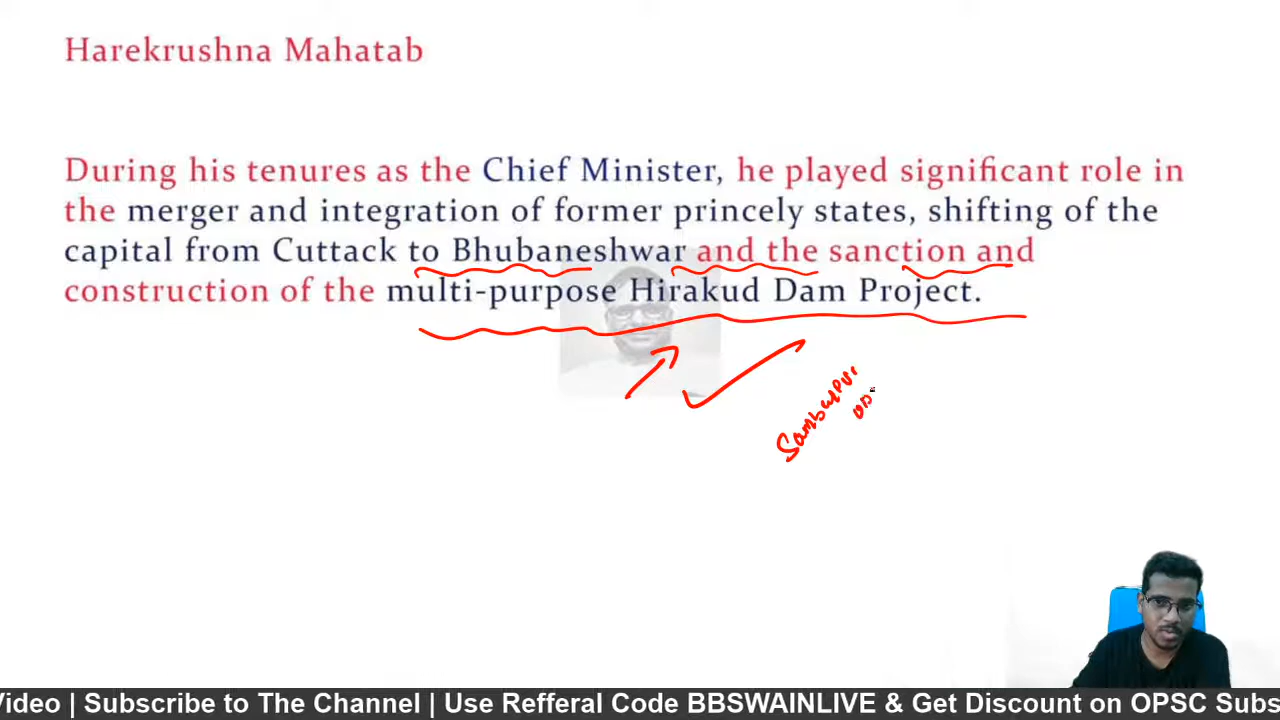 Harekrushna Mahatab
During his tenures as the Chief Minister, he played significant role in
the merger and integration of former princely states, shifting of the
capital from Cuttack to Bhubaneshwar and the sanction and
construction of the multi-purpose Hirakud Dam Project.
Video | Subscribe to The Channel | Use Refferal Code BBSWAINLIVE & Get Discount on OPSC Subs